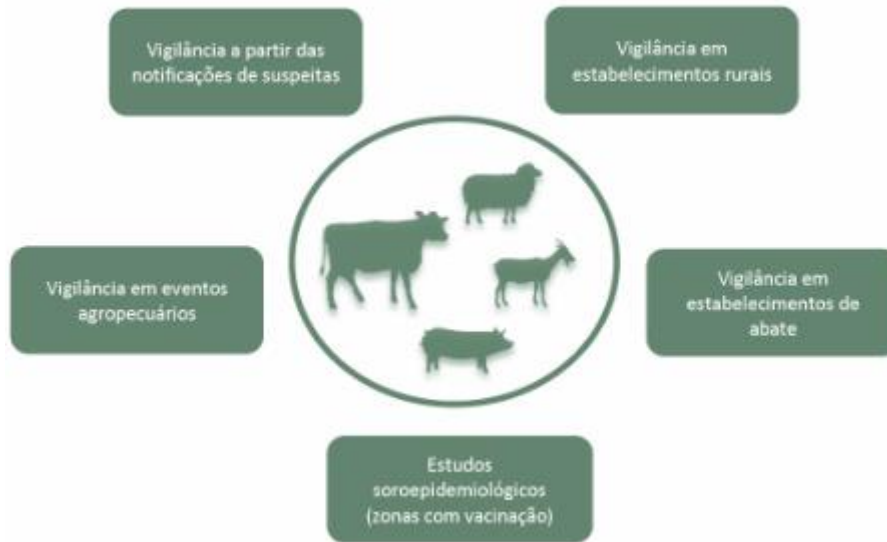 Vigilância a partir das
notificações de suspeitas
Vigilância em
estabelecimentos rurais
Vigilância em eventos
agropecuários
Vigilância em
estabelecimentos de
abate
Estudos
soroepidemiológicos
(zonas com vacinação)